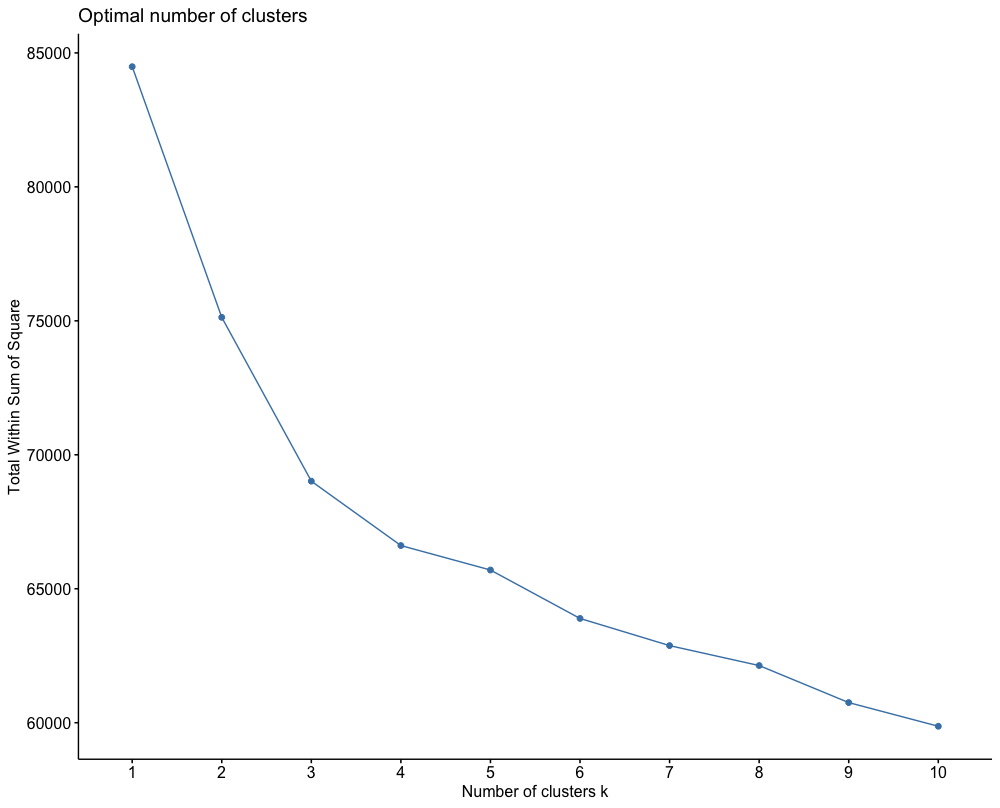 Optimal number of clusters
85000
80000
75000
70000
65000
60000
Total Within Sum of Square
1 2 3 4 5 6 7 8 9 10
Number of clusters k